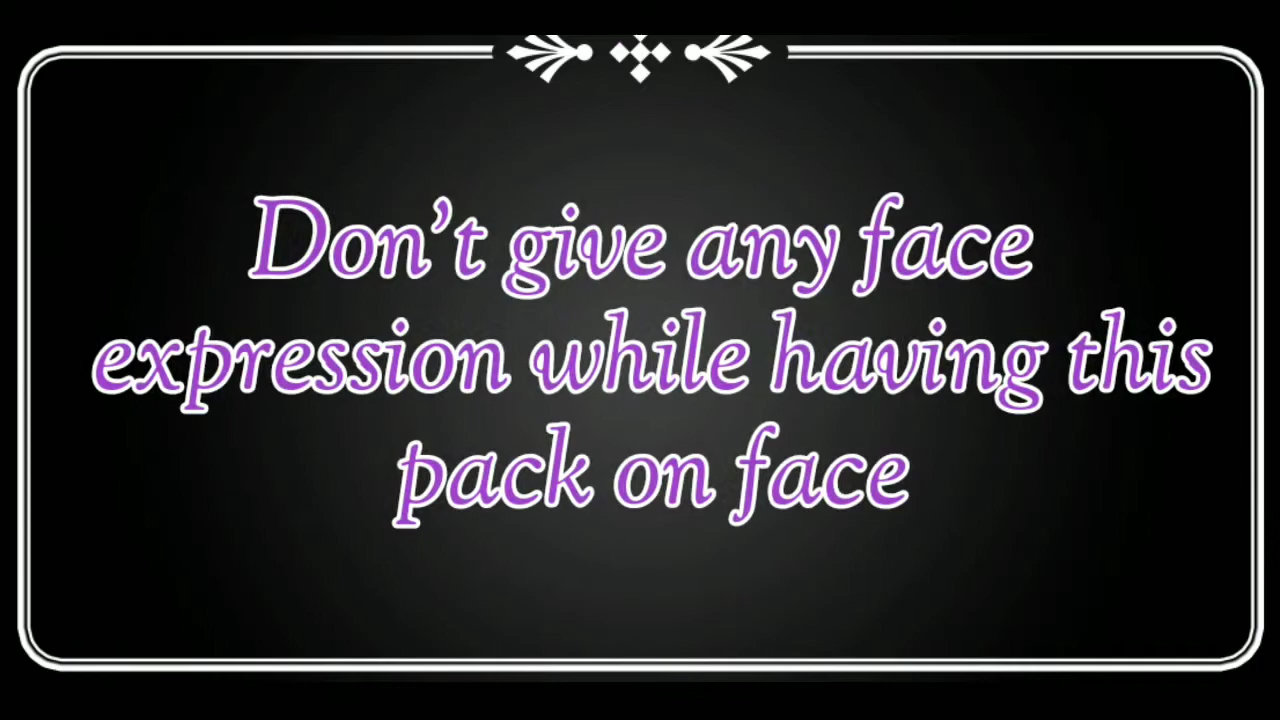 Don’t give any face
expression while having this
pack on face